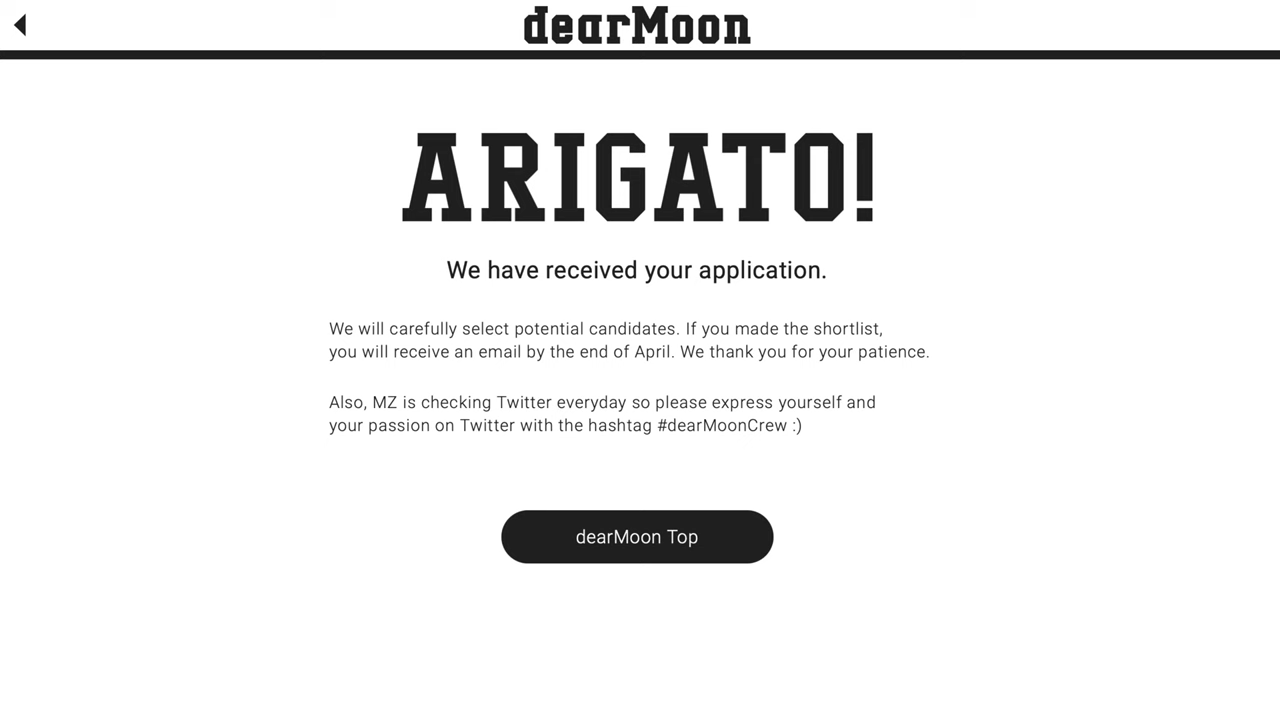 dearMoon
ARIGATO!
We have received your application.
We will carefully select potential candidates. If you made the shortlist,
you will receive an email by the end of April. We thank you for your patience.
Also, MZ is checking Twitter everyday so please express yourself and
your passion on Twitter with the hashtag #dearMoonCrew :)
dearMoon Top